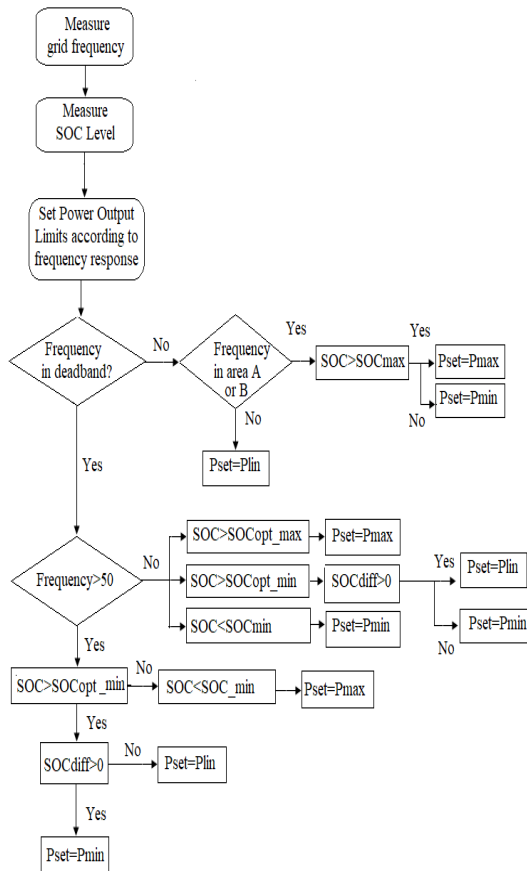 Measure
grid frequency
Measure
SOC Level
Set Power Output
Limits according to
frequency response
Frequency
in deadband?
No
Frequency
in area A
or B
Yes
SOC>SOCmax
Yes
Pset=Pmax
No
Pset=Pmin
No
Pset=Plin
Yes
Frequency>50
No
SOC>SOCopt_max
Pset=Pmax
SOC>SOCopt_min
SOCdiff>0
Yes
Pset=Plin
No
Pset=Pmin
SOC<SOCmin
Pset=Pmin
Yes
SOC>SOCopt_min
No
SOC<SOC_min
Pset=Pmax
Yes
SOCdiff>0
No
Pset=Plin
Yes
Pset=Pmin